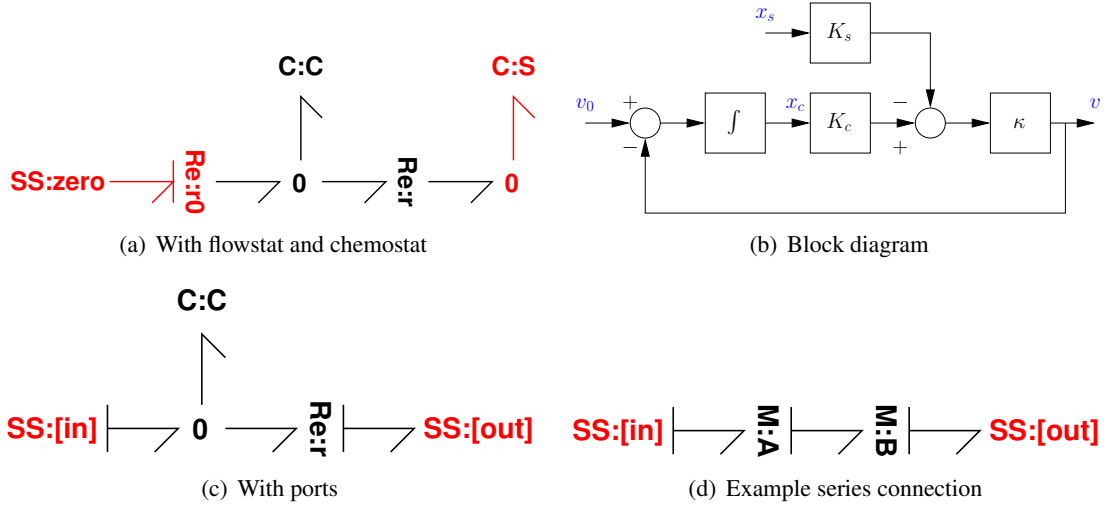 C:C
C:S
SS:zero
Re:r0
0
Re:r
0
(a) With flowstat and chemostat
x_s
K_s
v_0
+
−
∫
x_c
K_c
−
+
κ
v
(b) Block diagram
C:C
SS:[in]
0
Re:r
SS:[out]
(c) With ports
SS:[in]
M:A
M:B
SS:[out]
(d) Example series connection